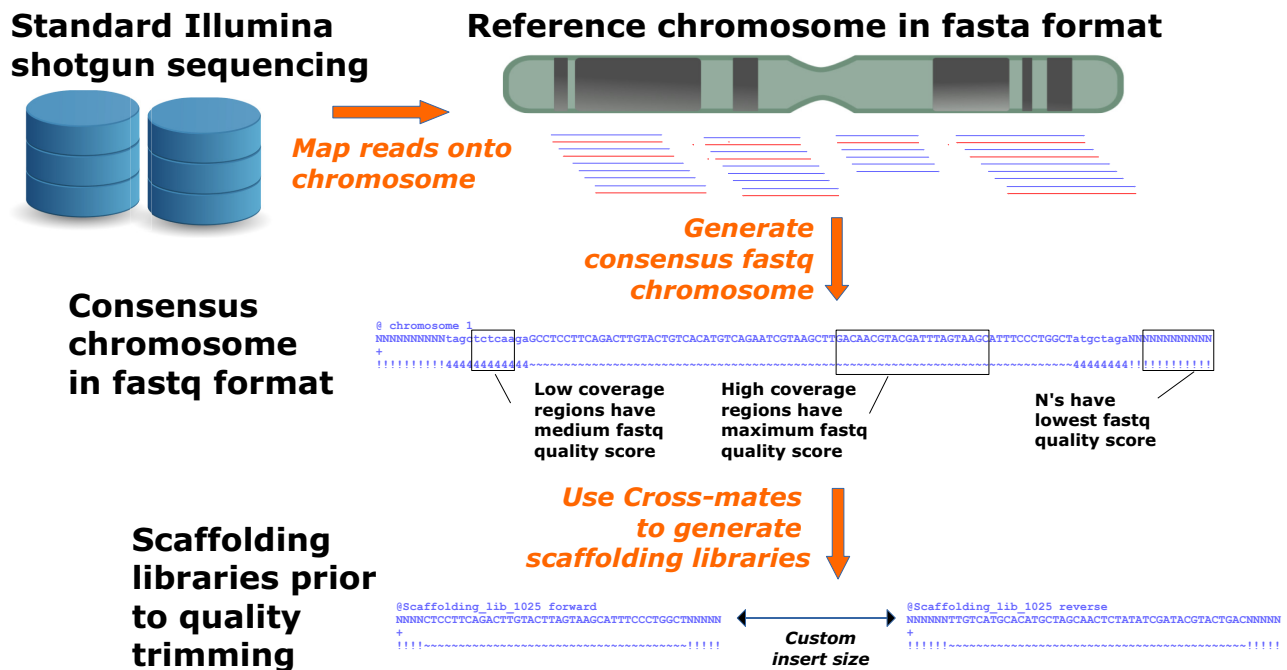 Standard Illumina
shotgun sequencing
Reference chromosome in fasta format
Map reads onto
chromosome
Generate
consensus fastq
chromosome
Consensus
chromosome
in fastq format
@ chromosome 1
NNNNNNNNNNtagctctcaagaGCCTCCTTCAGACTTGTACTGTCACATGTCAGAATCGTAAGCTTGACAACGTACGATTTAGTAAGCATTTCCCTGGCTatgctagaNNNNNNNNNNNN
+
!!!!!!!!!!444444444444~~~~~~~~~~~~~~~~~~~~~~~~~~~~~~~~~~~~~~~~~~~~~~~~~~~~~~~~~~~~~~~~~~~~~~~~~~~~~~44444444!!!!!!!!!!!!
Low coverage
regions have
medium fastq
quality score
High coverage
regions have
maximum fastq
quality score
N's have
lowest fastq
quality score
Use Cross-mates
to generate
scaffolding libraries
Scaffolding
libraries prior
to quality
trimming
@Scaffolding_lib_1025 forward
NNNNCTCCTTCAGACTTGTACTTAGTAAGCATTTCCCTGGCTNNNNN
+
!!!!~~~~~~~~~~~~~~~~~~~~~~~~~~~~~~~~~~~~~~!!!!!
Custom
insert size
@Scaffolding_lib_1025 reverse
NNNNNNTTGTCATGCACATGCTAGCAACTCTATATCGATACGTACTGACNNNNN
+
!!!!!!~~~~~~~~~~~~~~~~~~~~~~~~~~~~~~~~~~~~~~~~~~~!!!!!